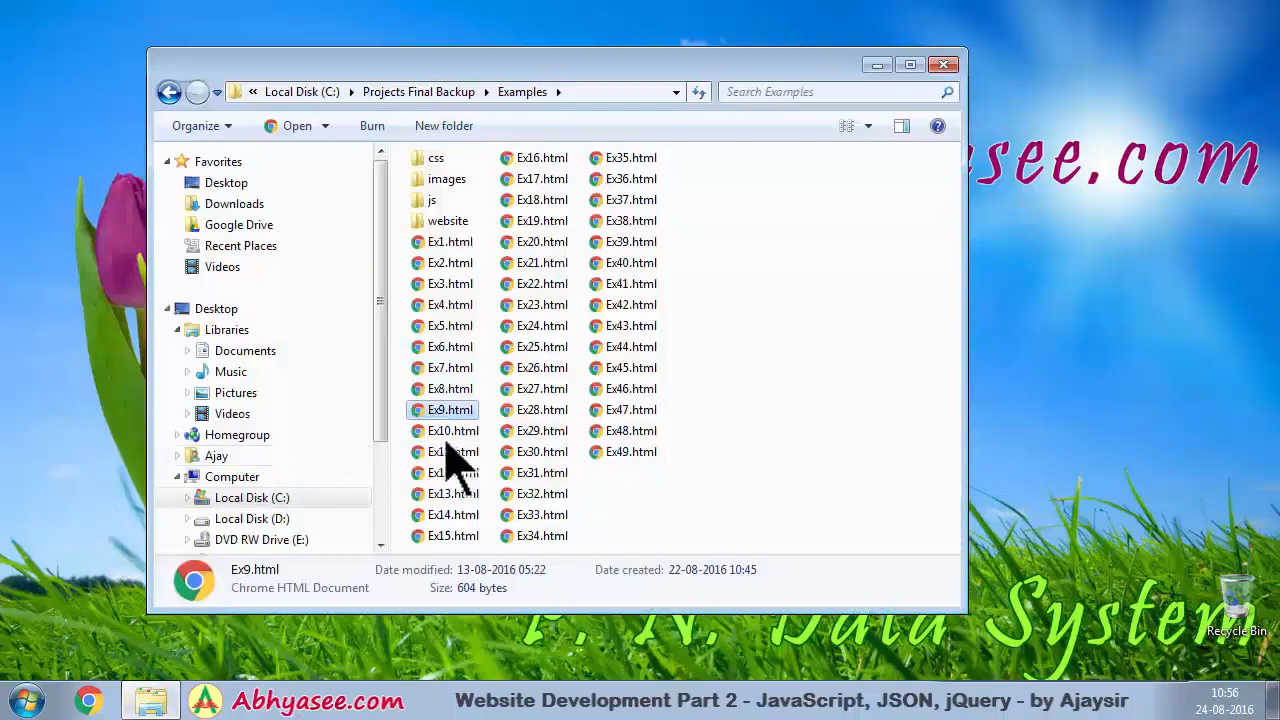 « Local Disk (C:) Projects Final Backup Examples
Search Examples
Organize Open Burn New folder
Favorites
Desktop
Downloads
Google Drive
Recent Places
Videos
Desktop
Libraries
Documents
Music
Pictures
Videos
Homegroup
Ajay
Computer
Local Disk (C:)
Local Disk (D:)
DVD RW Drive (E:)
css
images
js
website
Ex1.html
Ex2.html
Ex3.html
Ex4.html
Ex5.html
Ex6.html
Ex7.html
Ex8.html
Ex9.html
Ex10.html
Ex13.html
Ex14.html
Ex15.html
Ex16.html
Ex17.html
Ex18.html
Ex19.html
Ex20.html
Ex21.html
Ex22.html
Ex23.html
Ex24.html
Ex25.html
Ex26.html
Ex27.html
Ex28.html
Ex29.html
Ex30.html
Ex31.html
Ex32.html
Ex33.html
Ex34.html
Ex35.html
Ex36.html
Ex37.html
Ex38.html
Ex39.html
Ex40.html
Ex41.html
Ex42.html
Ex43.html
Ex44.html
Ex45.html
Ex46.html
Ex47.html
Ex48.html
Ex49.html
Ex9.html Date modified: 13-08-2016 05:22 Date created: 22-08-2016 10:45
Chrome HTML Document Size: 604 bytes
asee.com
P. N. Data System
Recycle Bin
Abhyasee.com Website Development Part 2 - JavaScript, JSON, jQuery - by Ajaysir
10:56
24-08-2016